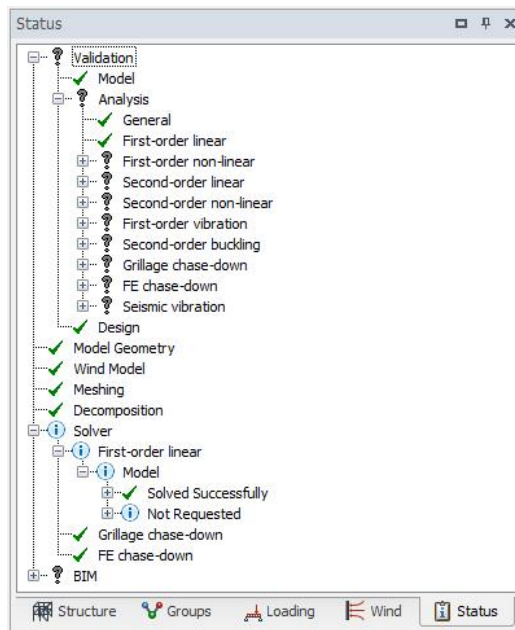 Status
Validation
Model
Analysis
General
First-order linear
First-order non-linear
Second-order linear
Second-order non-linear
First-order vibration
Second-order buckling
Grillage chase-down
FE chase-down
Seismic vibration
Design
Model Geometry
Wind Model
Meshing
Decomposition
Solver
First-order linear
Model
Solved Successfully
Not Requested
Grillage chase-down
FE chase-down
BIM
Structure Groups Loading Wind Status